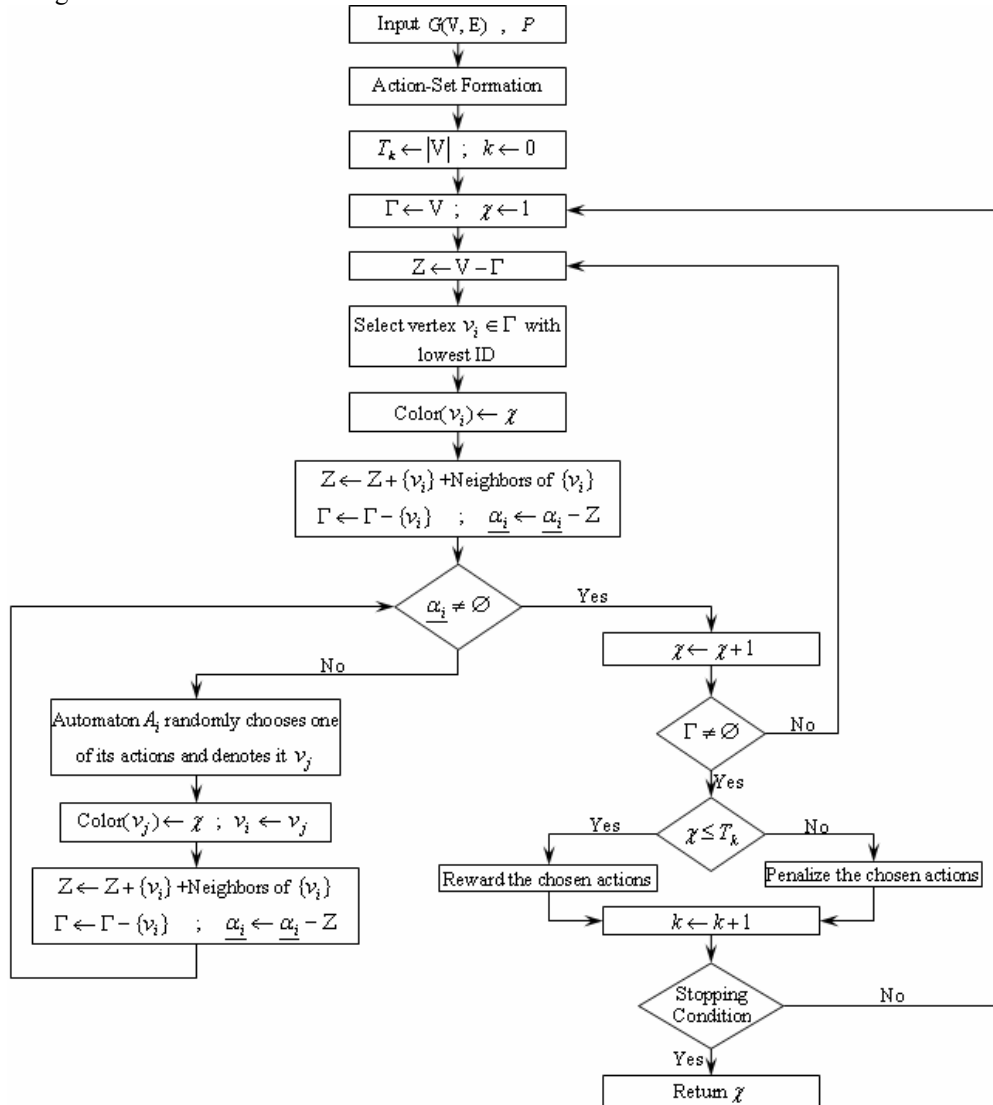 Input G(V, E) , P
Action-Set Formation
T_k ← |V| ; k ← 0
Γ ← V ; χ ← 1
Z ← V − Γ
Select vertex v_i ∈ Γ with
lowest ID
Color(v_i) ← χ
Z ← Z + {v_i} +Neighbors of {v_i}
Γ ← Γ − {v_i} ; α_i ← α_i − Z
α_i ≠ ∅
Yes
No
χ ← χ + 1
Automaton A_i randomly chooses one
of its actions and denotes it v_j
Γ ≠ ∅
No
Yes
Color(v_j) ← χ ; v_i ← v_j
χ ≤ T_k
Yes
No
Z ← Z + {v_i} +Neighbors of {v_i}
Γ ← Γ − {v_i} ; α_i ← α_i − Z
Reward the chosen actions
Penalize the chosen actions
k ← k + 1
Stopping
Condition
No
Yes
Return χ